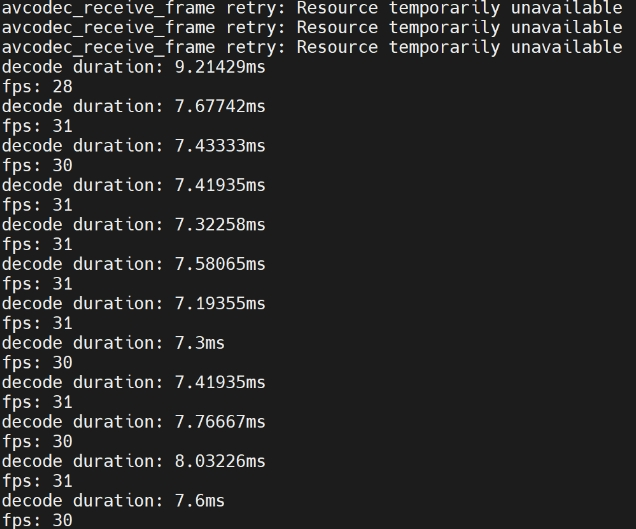 avcodec_receive_frame retry: Resource temporarily unavailable
avcodec_receive_frame retry: Resource temporarily unavailable
avcodec_receive_frame retry: Resource temporarily unavailable
decode duration: 9.21429ms
fps: 28
decode duration: 7.67742ms
fps: 31
decode duration: 7.43333ms
fps: 30
decode duration: 7.41935ms
fps: 31
decode duration: 7.32258ms
fps: 31
decode duration: 7.58065ms
fps: 31
decode duration: 7.19355ms
fps: 31
decode duration: 7.3ms
fps: 30
decode duration: 7.41935ms
fps: 31
decode duration: 7.76667ms
fps: 30
decode duration: 8.03226ms
fps: 31
decode duration: 7.6ms
fps: 30